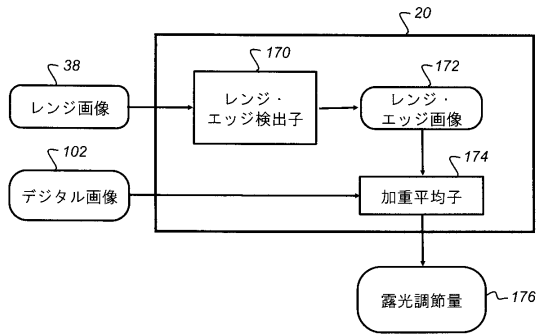 20
38
170
172
レンジ画像
レンジ・
エッジ検出子
レンジ・
エッジ画像
102
174
デジタル画像
加重平均子
露光調節量
176